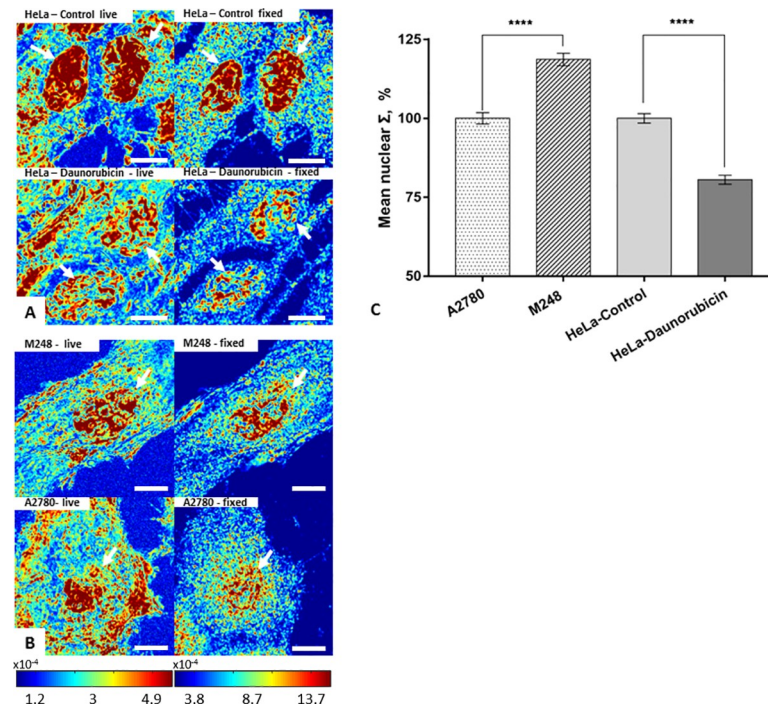 HeLa – Control live
HeLa – Control fixed
HeLa – Daunorubicin - live
HeLa – Daunorubicin - fixed
A
M248 - live
M248 - fixed
A2780- live
A2780 - fixed
B
x10-4
x10-4
1.2 3 4.9 3.8 8.7 13.7
**** ****
125
100
75
50
Mean nuclear Σ, %
A2780
M248
HeLa-Control
HeLa-Daunorubicin
C